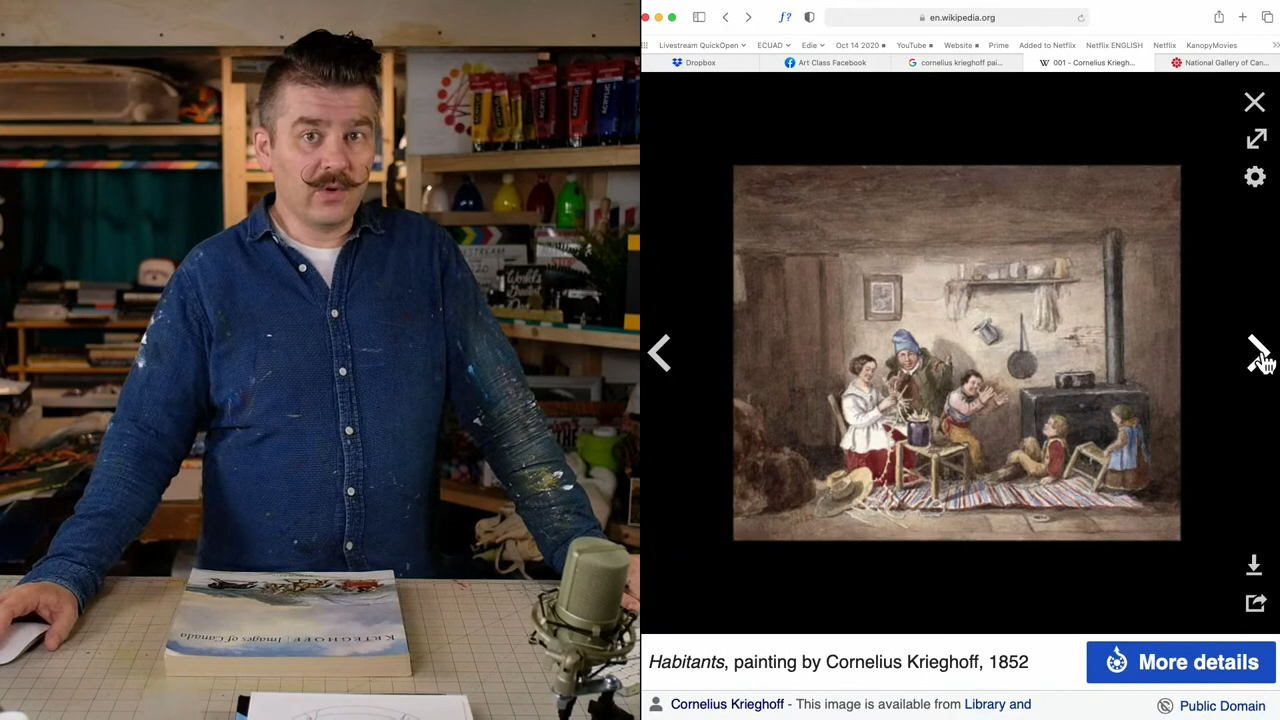 en.wikipedia.org
Livestream QuickOpen
ECUAD
Edie
Oct 14 2020
YouTube
Website
Prime
Added to Netflix
Netflix ENGLISH
Netflix
KanopyMovies
Dropbox
Art Class Facebook
cornelius krieghoff pai...
W 001 - Cornelius Kriegh...
National Gallery of Can...
ACRYLIC
World's
KRIEGHOFF Images of Canada
Habitants, painting by Cornelius Krieghoff, 1852
More details
Cornelius Krieghoff - This image is available from Library and
Public Domain